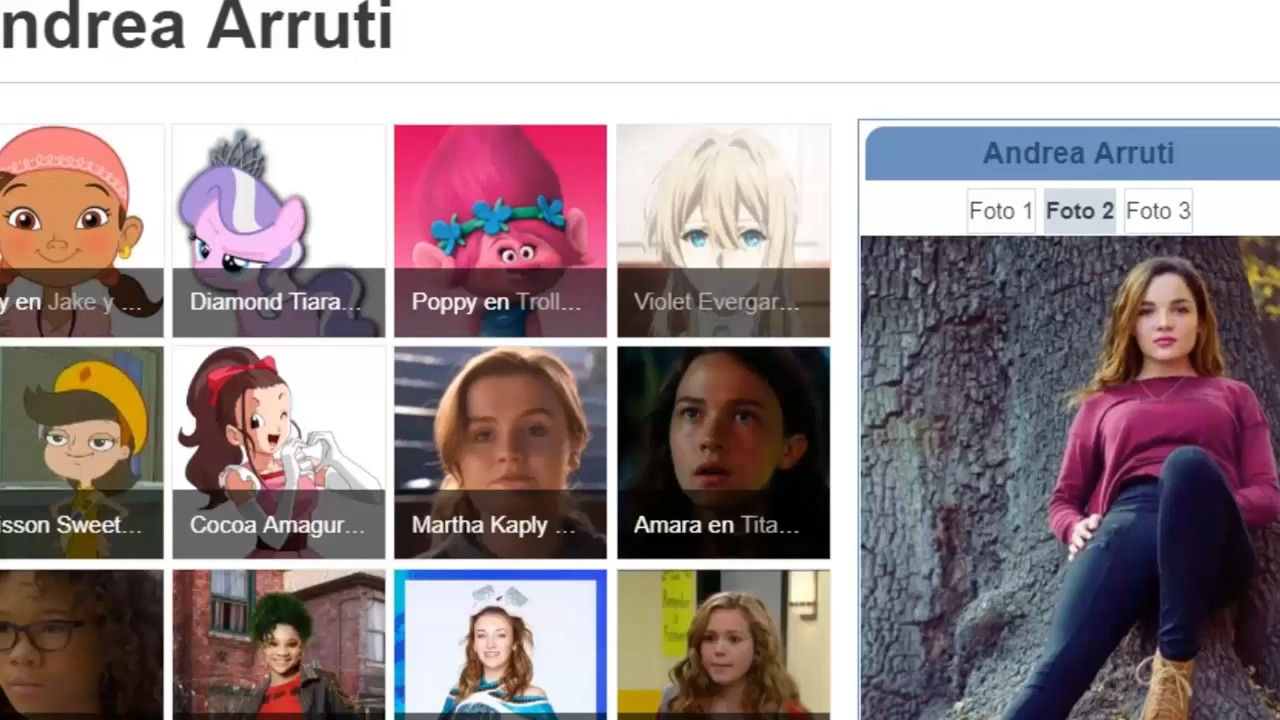 ndrea Arruti
Andrea Arruti
Foto 1 Foto 2 Foto 3
y en Jake y ...
Diamond Tiara...
Poppy en Troll...
Violet Evergar...
isson Sweet...
Cocoa Amagur...
Martha Kaply ...
Amara en Tita...